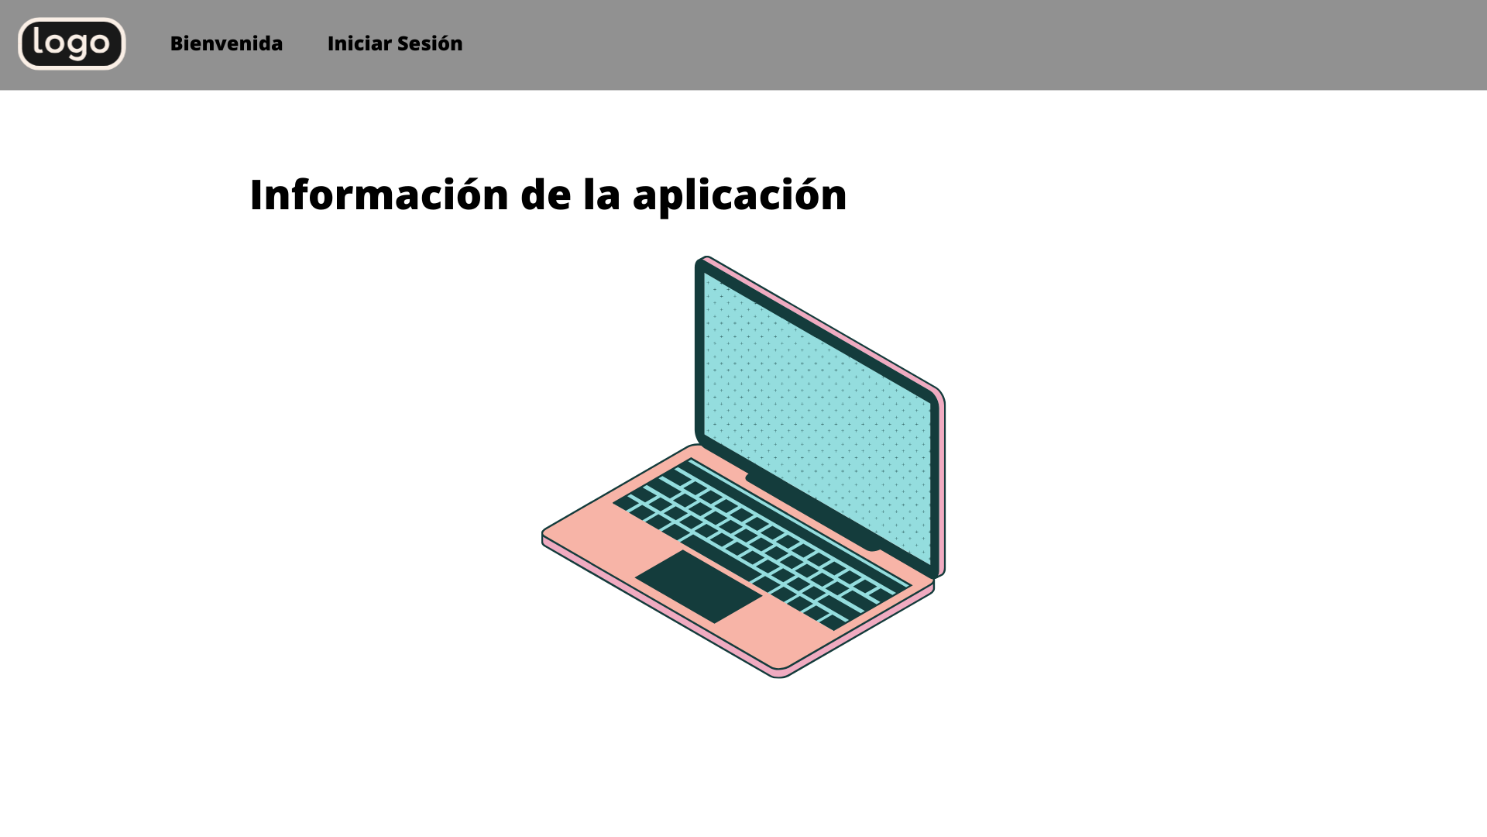 logo
Bienvenida
Iniciar Sesión
Información de la aplicación